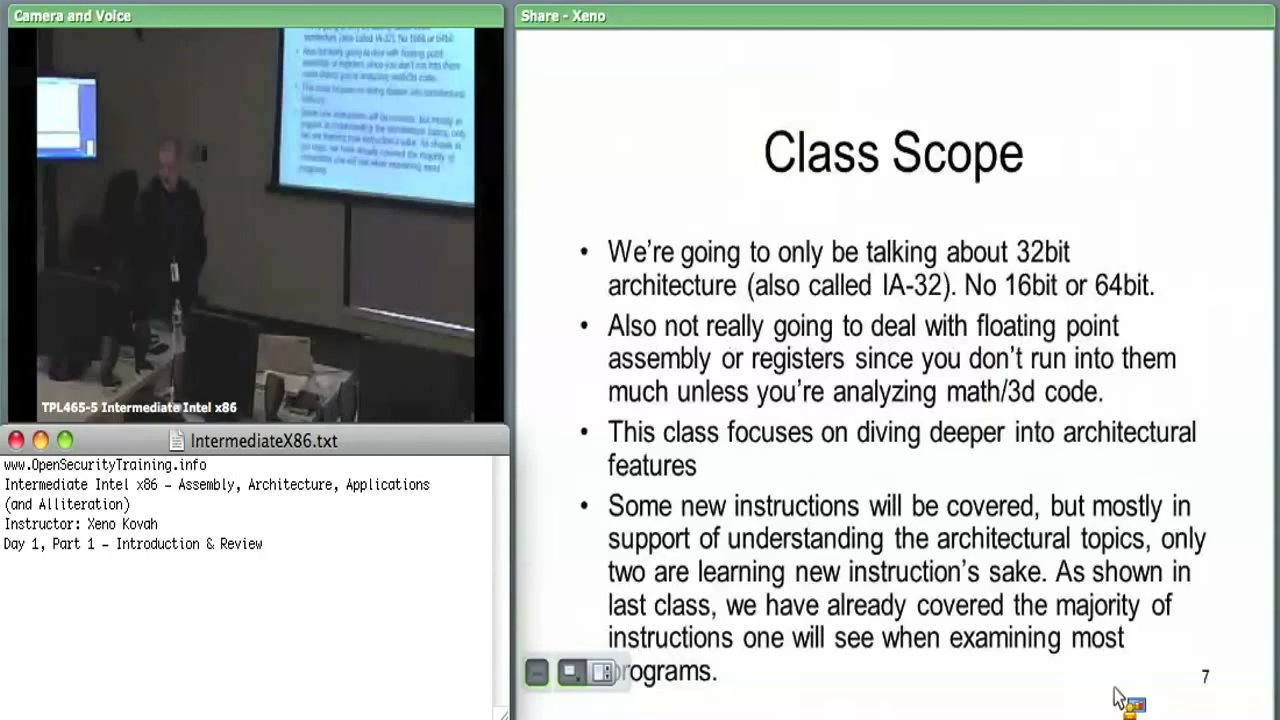 Camera and Voice
TPL465-5 Intermediate Intel x86
IntermediateX86.txt
www.OpenSecurityTraining.info
Intermediate Intel x86 – Assembly, Architecture, Applications
(and Alliteration)
Instructor: Xeno Kovah
Day 1, Part 1 – Introduction & Review
Share - Xeno
Class Scope
• We're going to only be talking about 32bit
architecture (also called IA-32). No 16bit or 64bit.
• Also not really going to deal with floating point
assembly or registers since you don't run into them
much unless you're analyzing math/3d code.
• This class focuses on diving deeper into architectural
features
• Some new instructions will be covered, but mostly in
support of understanding the architectural topics, only
two are learning new instruction's sake. As shown in
last class, we have already covered the majority of
instructions one will see when examining most
programs.
7